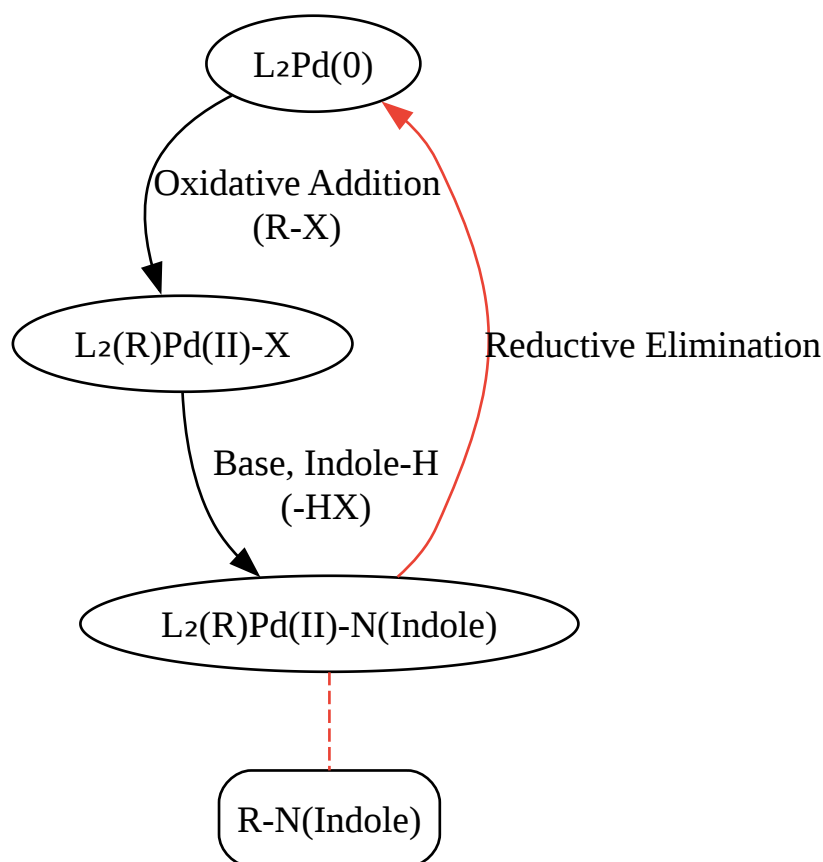 L₂Pd(0)
Oxidative Addition
(R-X)
L₂(R)Pd(II)-X
Reductive Elimination
Base, Indole-H
(-HX)
L₂(R)Pd(II)-N(Indole)
R-N(Indole)